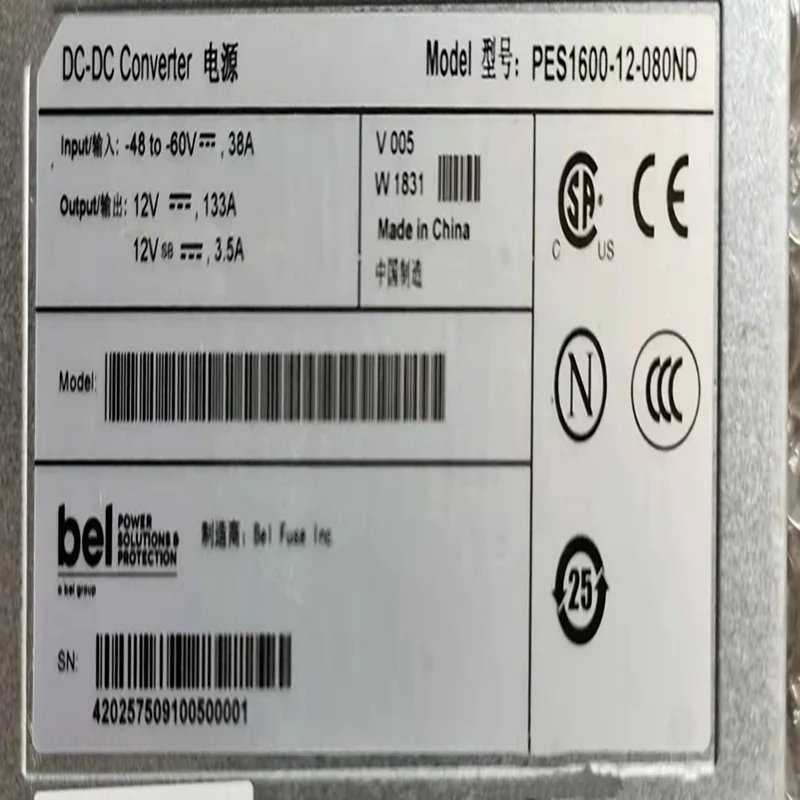 DC-DC Converter 电源
Model 型号: PES1600-12-080ND
Input/输入: -48 to -60V⎓, 38A
Output/输出: 12V ⎓, 133A
12V SB ⎓, 3.5A
V 005
W 1831
Made in China
中国制造
CSA
C US
CE
N
CCC
Model:
bel POWER
SOLUTIONS &
PROTECTION
a bel group
制造商: Bel Fuse Inc.
25
SN:
420257509100500001